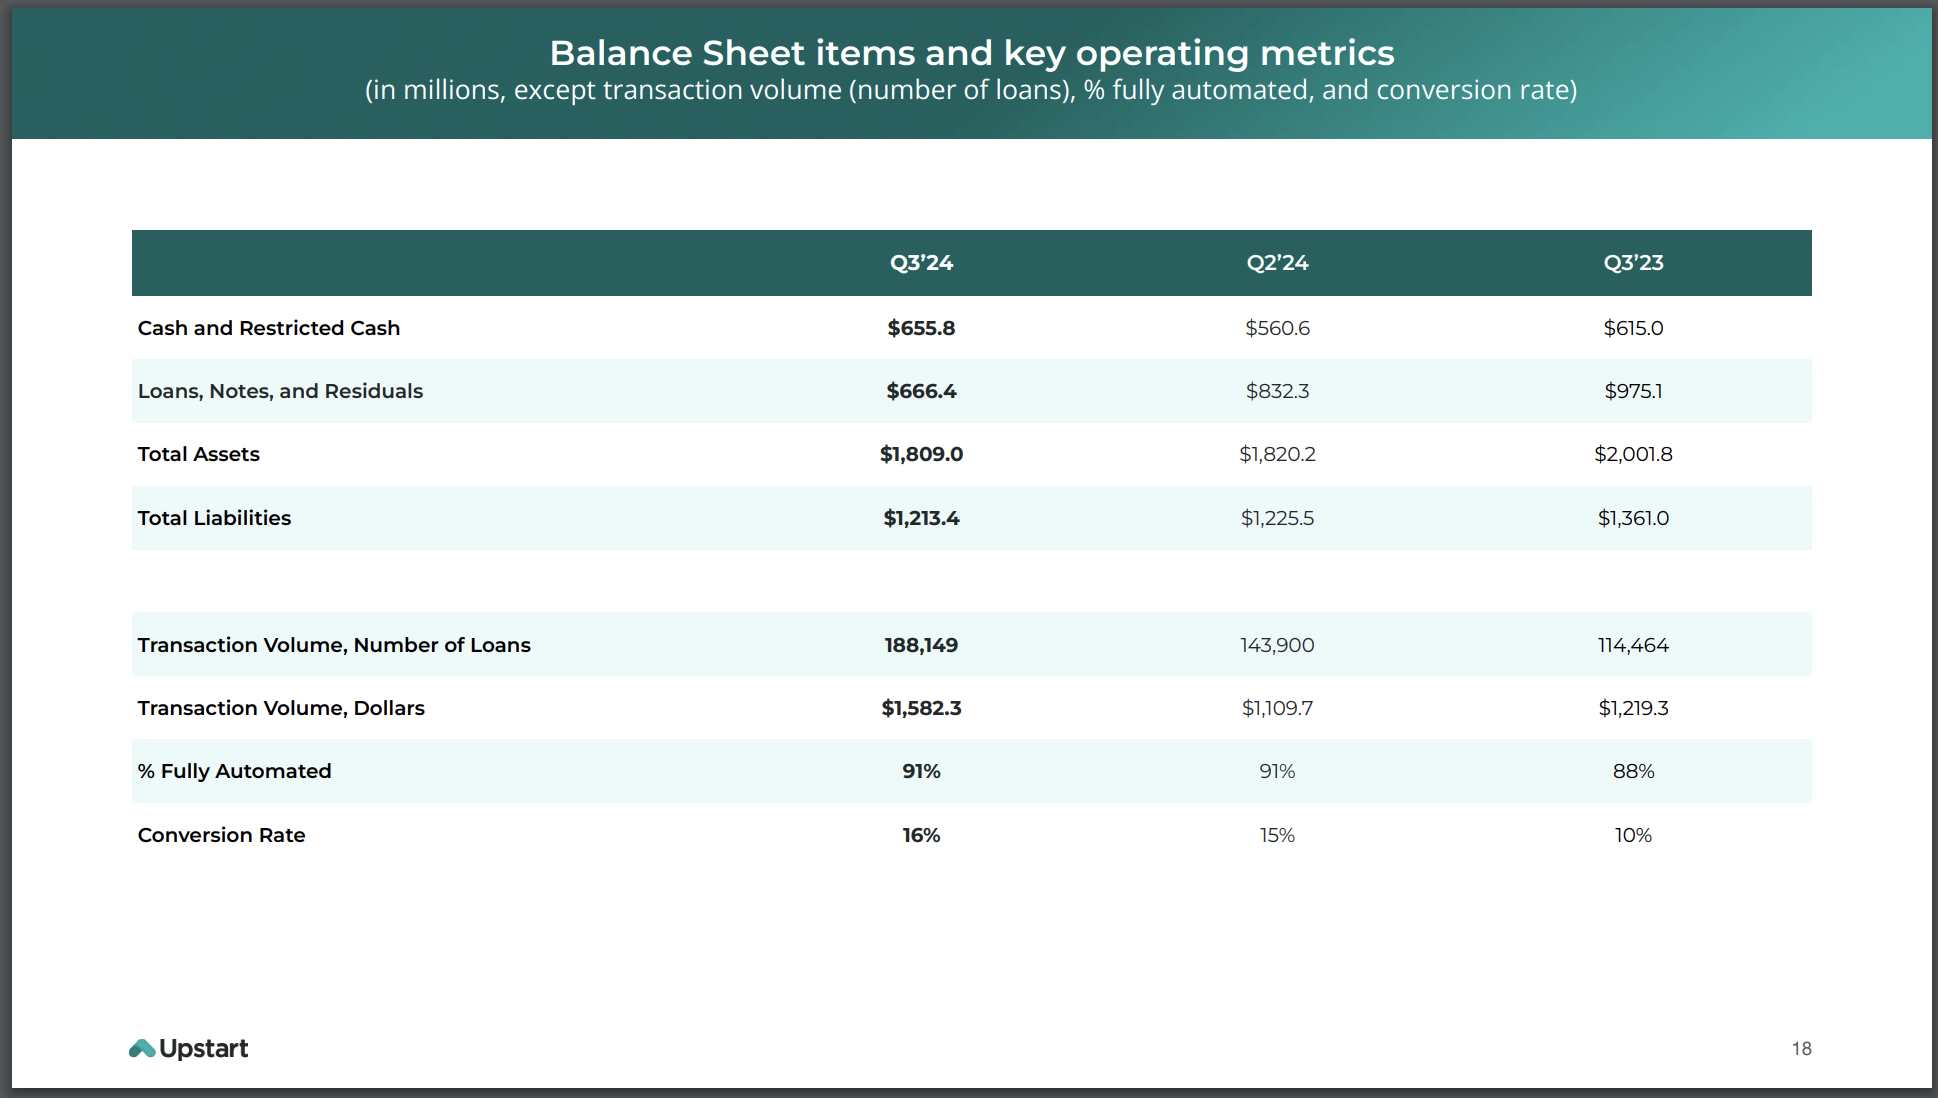 Balance Sheet items and key operating metrics
(in millions, except transaction volume (number of loans), % fully automated, and conversion rate)
Q3’24 Q2’24 Q3’23
Cash and Restricted Cash $655.8 $560.6 $615.0
Loans, Notes, and Residuals $666.4 $832.3 $975.1
Total Assets $1,809.0 $1,820.2 $2,001.8
Total Liabilities $1,213.4 $1,225.5 $1,361.0
Transaction Volume, Number of Loans 188,149 143,900 114,464
Transaction Volume, Dollars $1,582.3 $1,109.7 $1,219.3
% Fully Automated 91% 91% 88%
Conversion Rate 16% 15% 10%
Upstart 18